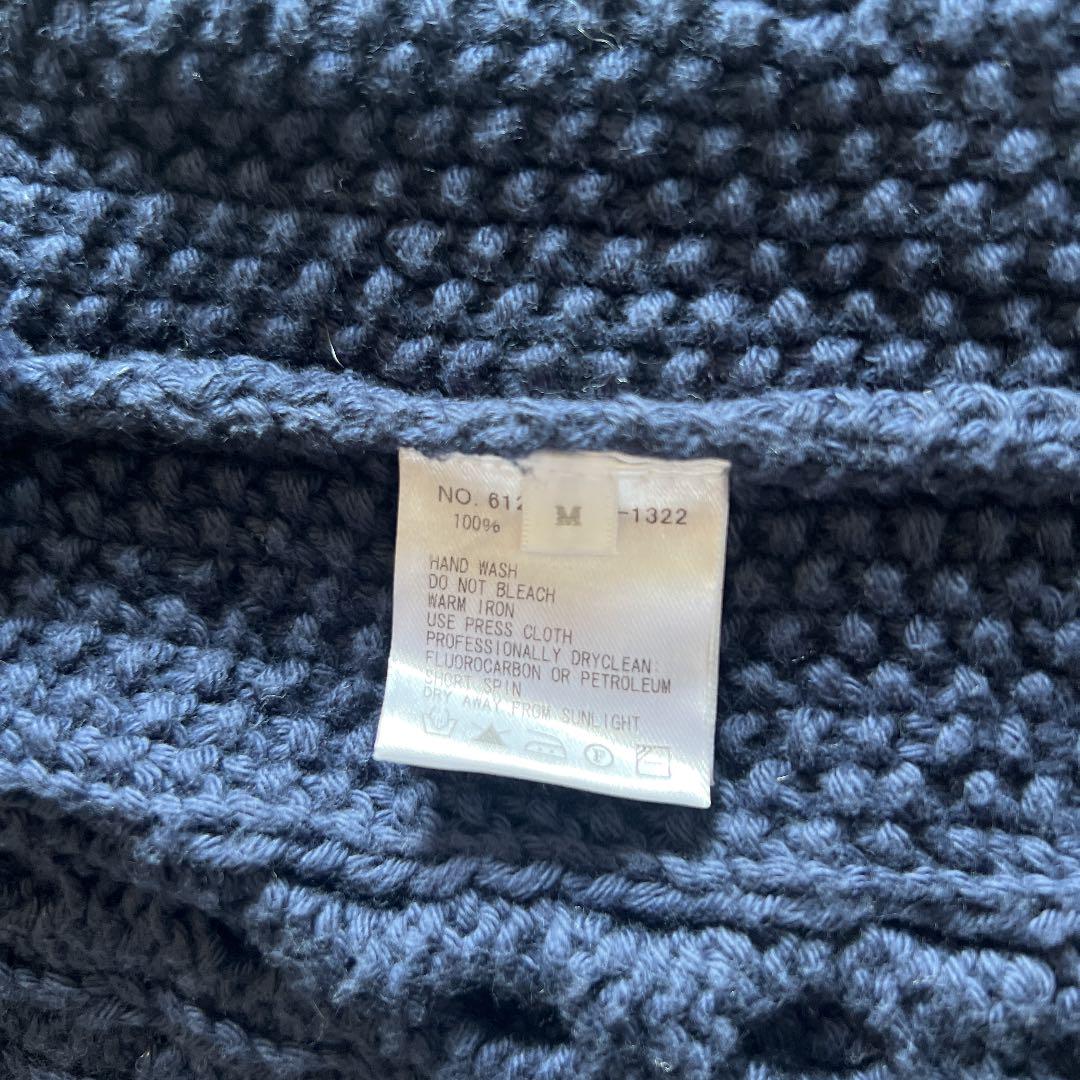 NO. 612 -1322
100%
M
HAND WASH
DO NOT BLEACH
WARM IRON
USE PRESS CLOTH
PROFESSIONALLY DRYCLEAN:
FLUOROCARBON OR PETROLEUM
SHORT SPIN
DRY AWAY FROM SUNLIGHT
F